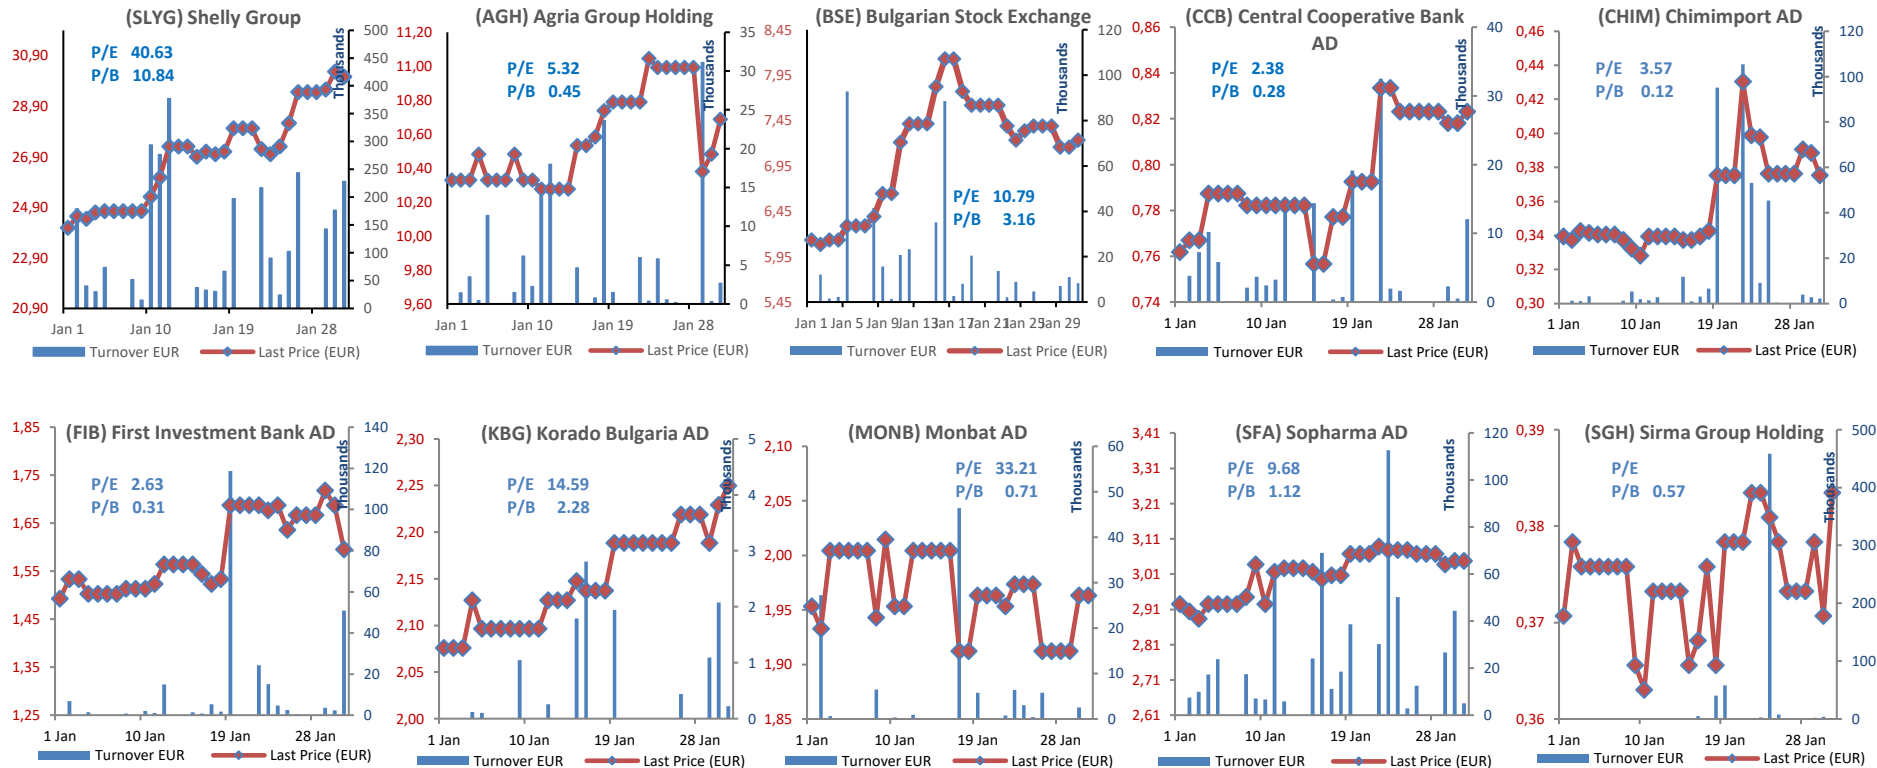 (SLYG) Shelly Group
P/E 40.63
P/B 10.84
30,90
28,90
26,90
24,90
22,90
20,90
500
450
400
350
300
250
200
150
100
50
0
Thousands
Jan 1 Jan 10 Jan 19 Jan 28
Turnover EUR Last Price (EUR)
(AGH) Agria Group Holding
P/E 5.32
P/B 0.45
11,20
11,00
10,80
10,60
10,40
10,20
10,00
9,80
9,60
35
30
25
20
15
10
5
0
Thousands
Jan 1 Jan 10 Jan 19 Jan 28
Turnover EUR Last Price (EUR)
(BSE) Bulgarian Stock Exchange
P/E 10.79
P/B 3.16
8,45
7,95
7,45
6,95
6,45
5,95
5,45
120
100
80
60
40
20
0
Thousands
Jan 1 Jan 5 Jan 9 Jan 13 Jan 17 Jan 21 Jan 25 Jan 29
Turnover EUR Last Price (EUR)
(CCB) Central Cooperative Bank
AD
P/E 2.38
P/B 0.28
0,86
0,84
0,82
0,80
0,78
0,76
0,74
40
30
20
10
0
Thousands
1 Jan 10 Jan 19 Jan 28 Jan
Turnover EUR Last Price (EUR)
(CHIM) Chimimport AD
P/E 3.57
P/B 0.12
0,46
0,44
0,42
0,40
0,38
0,36
0,34
0,32
0,30
120
100
80
60
40
20
0
Thousands
1 Jan 10 Jan 19 Jan 28 Jan
Turnover EUR Last Price (EUR)
(FIB) First Investment Bank AD
P/E 2.63
P/B 0.31
1,85
1,75
1,65
1,55
1,45
1,35
1,25
140
120
100
80
60
40
20
0
Thousands
1 Jan 10 Jan 19 Jan 28 Jan
Turnover EUR Last Price (EUR)
(KBG) Korado Bulgaria AD
P/E 14.59
P/B 2.28
2,30
2,25
2,20
2,15
2,10
2,05
2,00
5
4
3
2
1
0
Thousands
1 Jan 10 Jan 19 Jan 28 Jan
Turnover EUR Last Price (EUR)
(MONB) Monbat AD
P/E 33.21
P/B 0.71
2,10
2,05
2,00
1,95
1,90
1,85
60
50
40
30
20
10
0
Thousands
1 Jan 10 Jan 19 Jan 28 Jan
Turnover EUR Last Price (EUR)
(SFA) Sopharma AD
P/E 9.68
P/B 1.12
3,41
3,31
3,21
3,11
3,01
2,91
2,81
2,71
2,61
120
100
80
60
40
20
0
Thousands
1 Jan 10 Jan 19 Jan 28 Jan
Turnover EUR Last Price (EUR)
(SGH) Sirma Group Holding
P/E
P/B 0.57
0,39
0,38
0,37
0,36
500
400
300
200
100
0
Thousands
1 Jan 10 Jan 19 Jan 28 Jan
Turnover EUR Last Price (EUR)